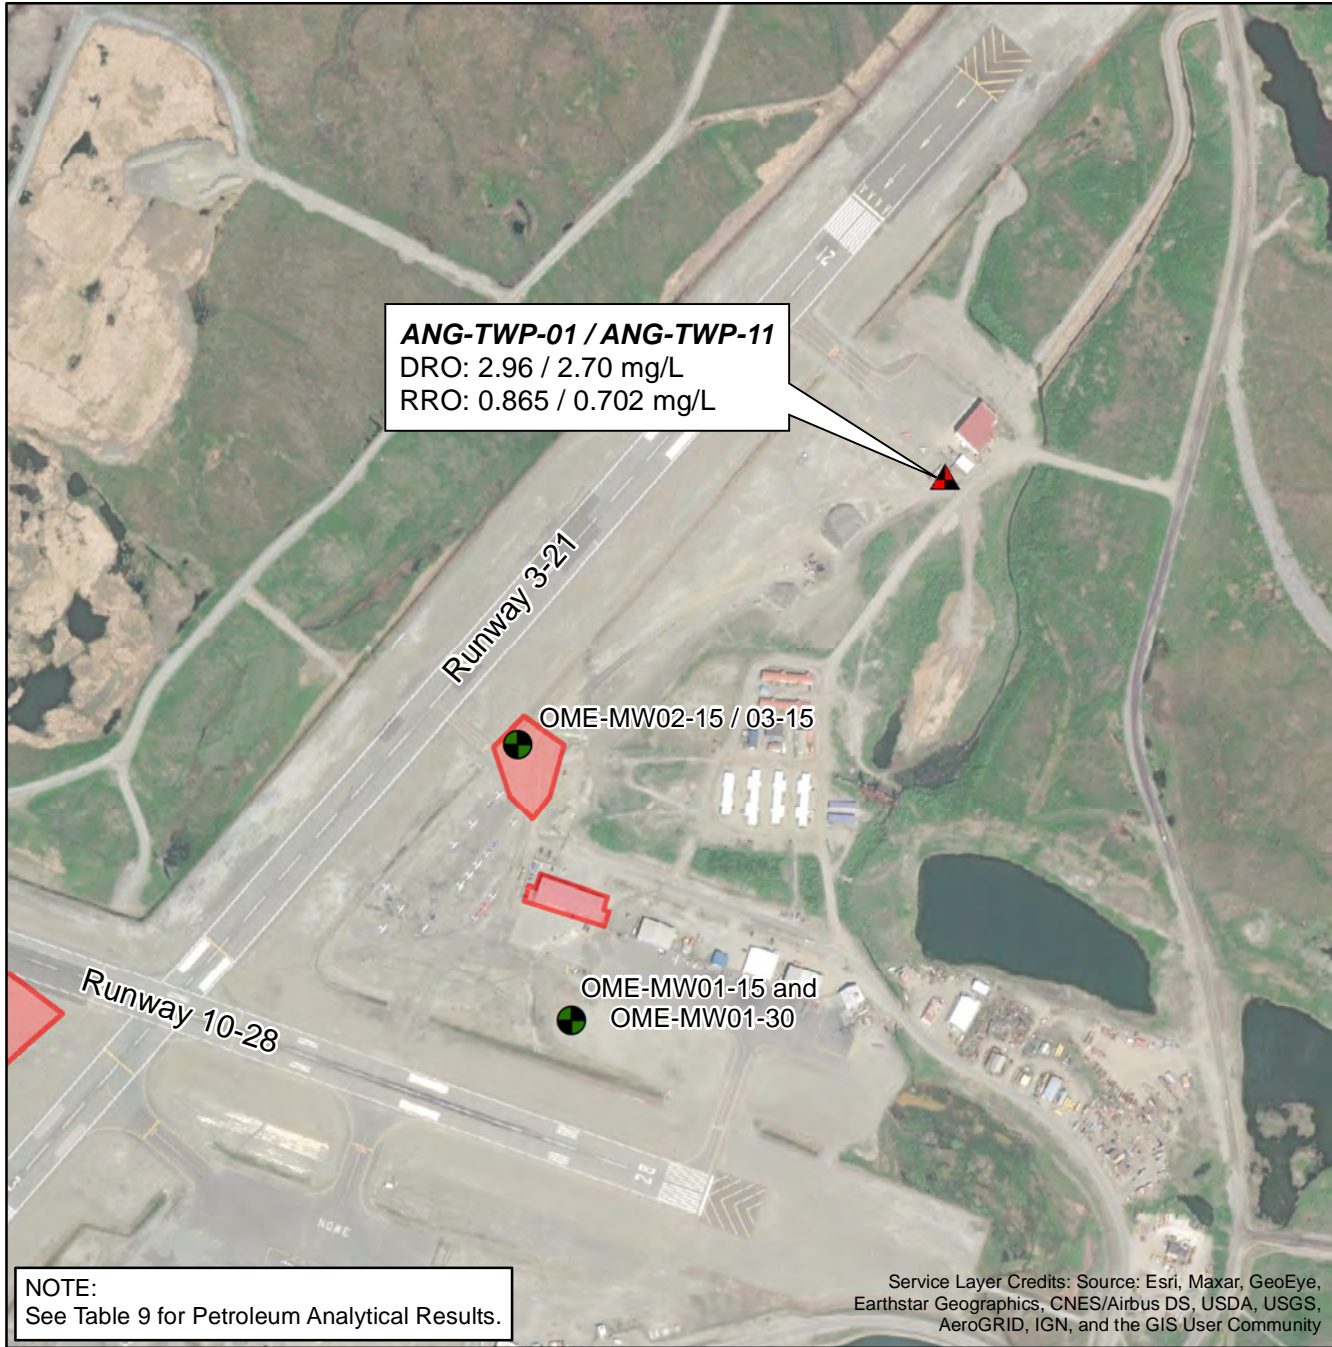 21
ANG-TWP-01 / ANG-TWP-11
DRO: 2.96 / 2.70 mg/L
RRO: 0.865 / 0.702 mg/L
Runway 3-21
OME-MW02-15 / 03-15
OME-MW01-15 and
OME-MW01-30
Runway 10-28
28
NOME
NOTE:
See Table 9 for Petroleum Analytical Results.
Service Layer Credits: Source: Esri, Maxar, GeoEye,
Earthstar Geographics, CNES/Airbus DS, USDA, USGS,
AeroGRID, IGN, and the GIS User Community